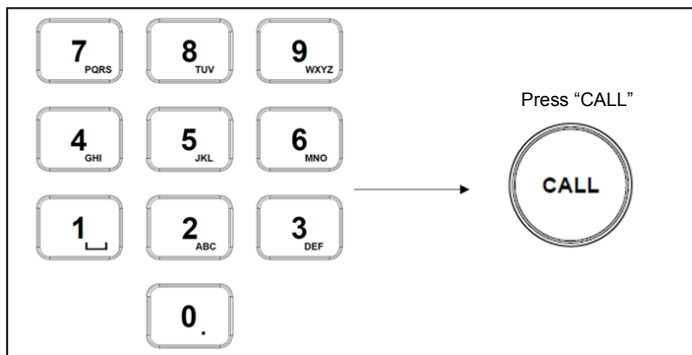 7 PQRS 8 TUV 9 WXYZ
Press “CALL”
4 GHI 5 JKL 6 MNO
CALL
1 2 ABC 3 DEF
0 .